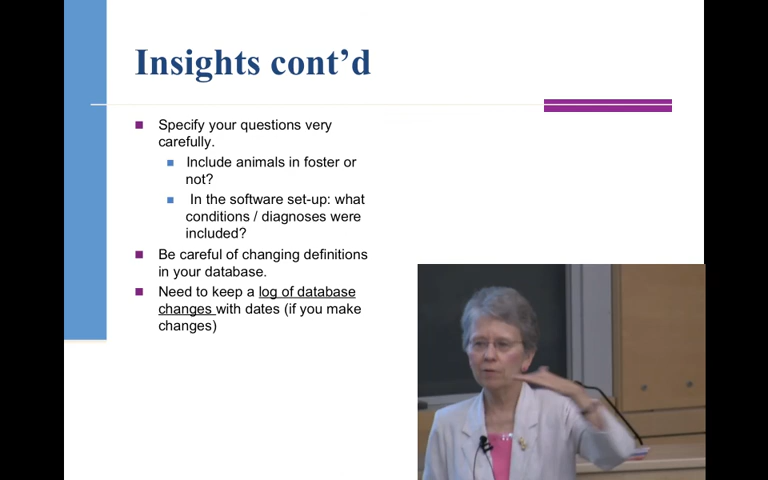 Insights cont’d
Specify your questions very
carefully.
Include animals in foster or
not?
In the software set-up: what
conditions / diagnoses were
included?
Be careful of changing definitions
in your database.
Need to keep a log of database
changes with dates (if you make
changes)